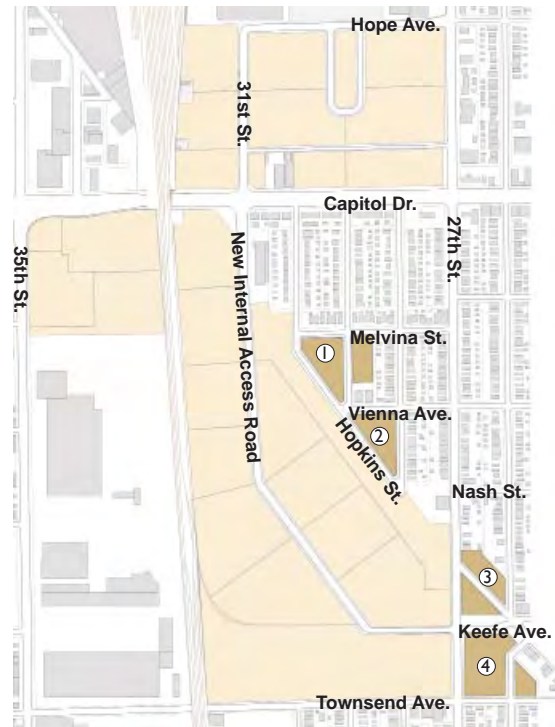 Hope Ave.
31st St.
Capitol Dr.
27th St.
35th St.
New Internal Access Road
Melvina St.
1
Vienna Ave.
2
Hopkins St.
Nash St.
3
Keefe Ave.
4
Townsend Ave.